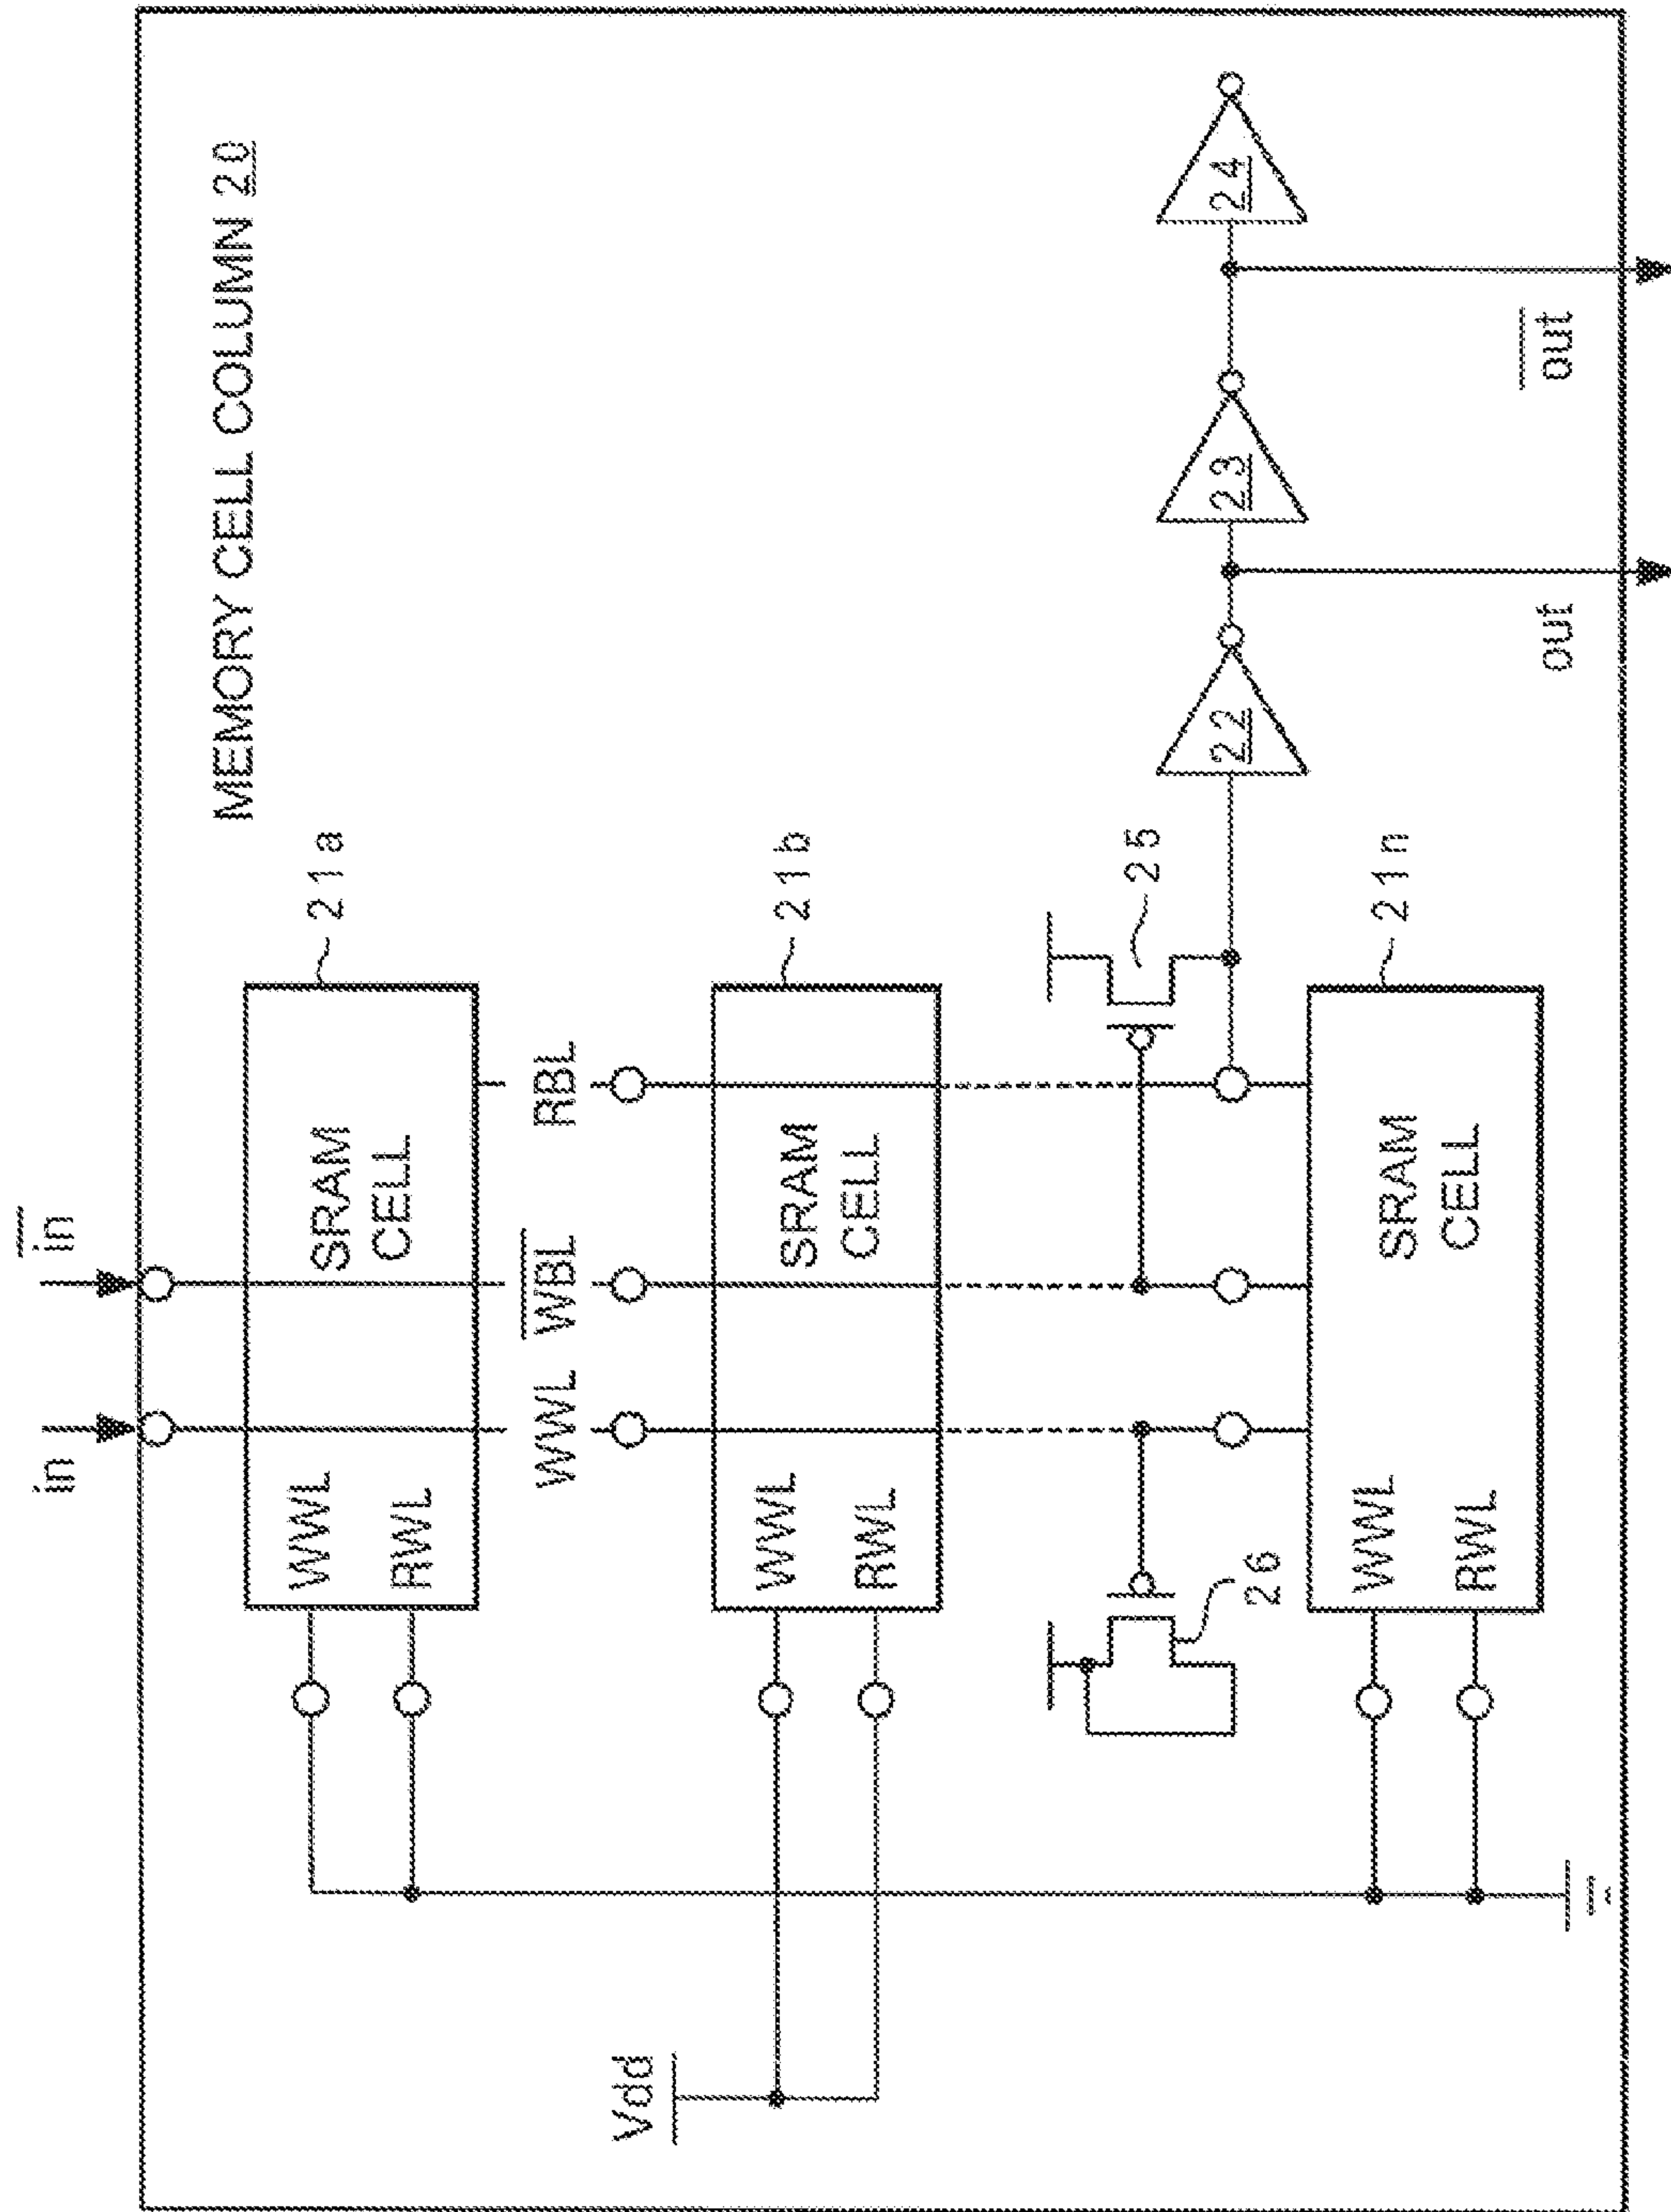 MEMORY CELL COLUMN 20
in
in
21a
SRAM
CELL
WWL
RWL
WWL
WBL
RBL
21b
SRAM
CELL
WWL
RWL
Vdd
25
26
22
23
24
21n
SRAM
CELL
WWL
RWL
out
out